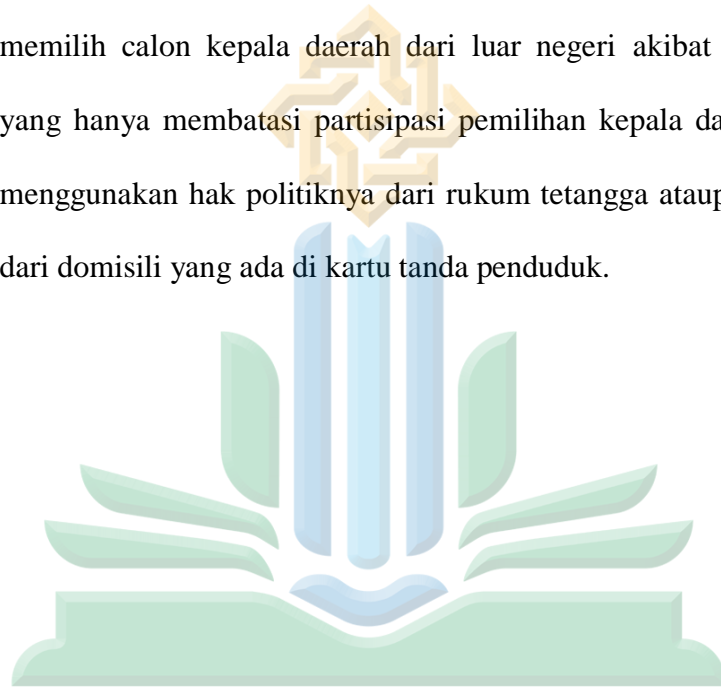 memilih calon kepala daerah dari luar negeri akibat
yang hanya membatasi partisipasi pemilihan kepala da
menggunakan hak politiknya dari rukum tetangga ataup
dari domisili yang ada di kartu tanda penduduk.